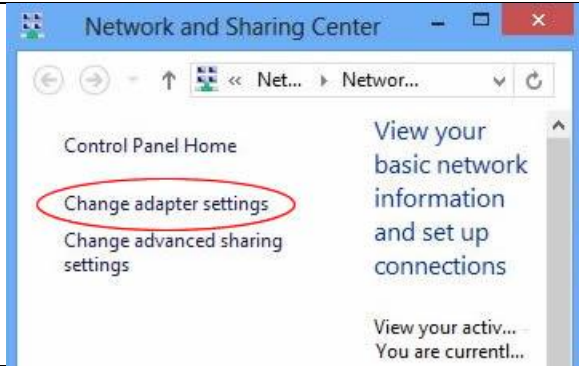 Network and Sharing Center
« Net... Networ...
Control Panel Home
Change adapter settings
Change advanced sharing
settings
View your
basic network
information
and set up
connections
View your activ...
You are currentl...